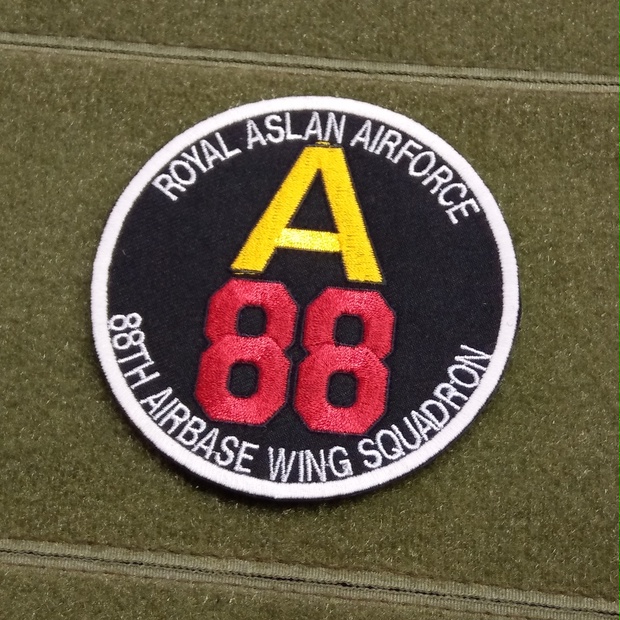 ROYAL ASLAN AIRFORCE
A
88
88TH AIRBASE WING SQUADRON